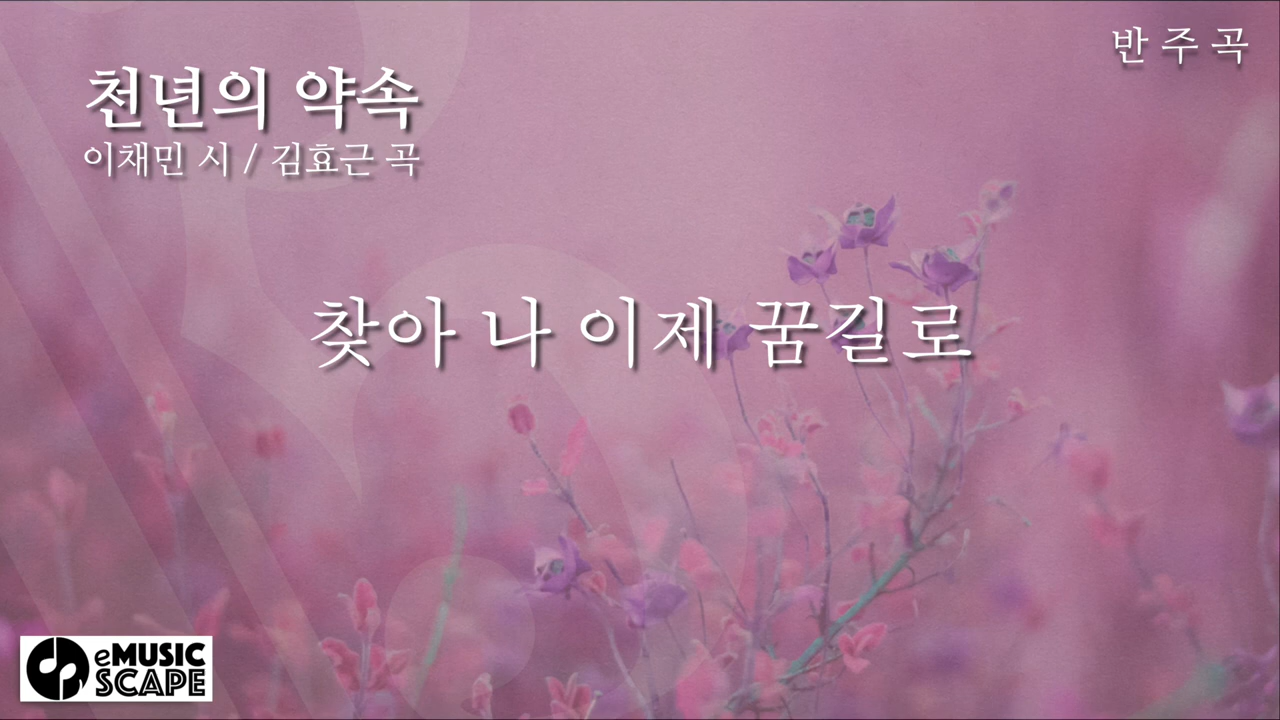 천년의 약속
이채민 시 / 김효근 곡
반 주 곡
찾아 나 이제 꿈길로
eMUSIC
SCAPE